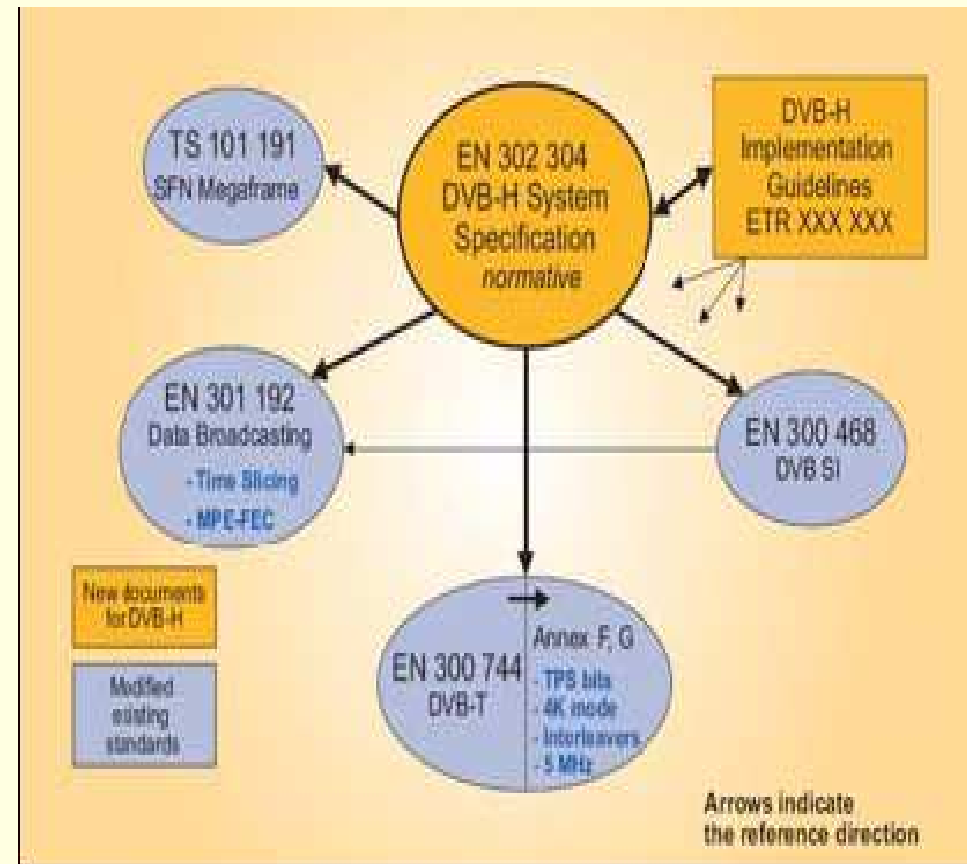 TS 101 191
SFN Megaframe
EN 302 304
DVB-H System
Specification
normative
DVB-H
Implementation
Guidelines
ETR XXX XXX
EN 301 192
Data Broadcasting
- Time Slicing
- MPE-FEC
EN 300 468
DVB SI
New documents
for DVB-H
Modified
existing
standards
EN 300 744
DVB-T
Annex F, G
- TPS bits
- 4K mode
- Interleavers
- 5 MHz
Arrows indicate
the reference direction